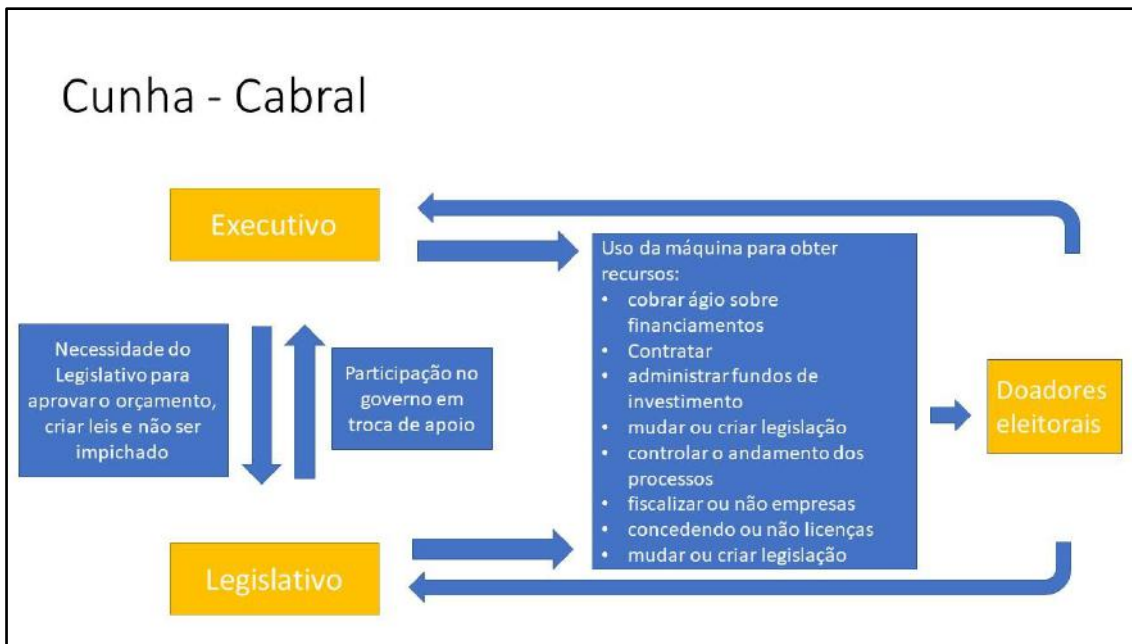 Cunha - Cabral
Executivo
Necessidade do
Legislativo para
aprovar o orçamento,
criar leis e não ser
impichado
Participação no
governo em
troca de apoio
Legislativo
Uso da máquina para obter
recursos:
• cobrar ágio sobre
financiamentos
• Contratar
• administrar fundos de
investimento
• mudar ou criar legislação
• controlar o andamento dos
processos
• fiscalizar ou não empresas
• concedendo ou não licenças
• mudar ou criar legislação
Doadores
eleitorais